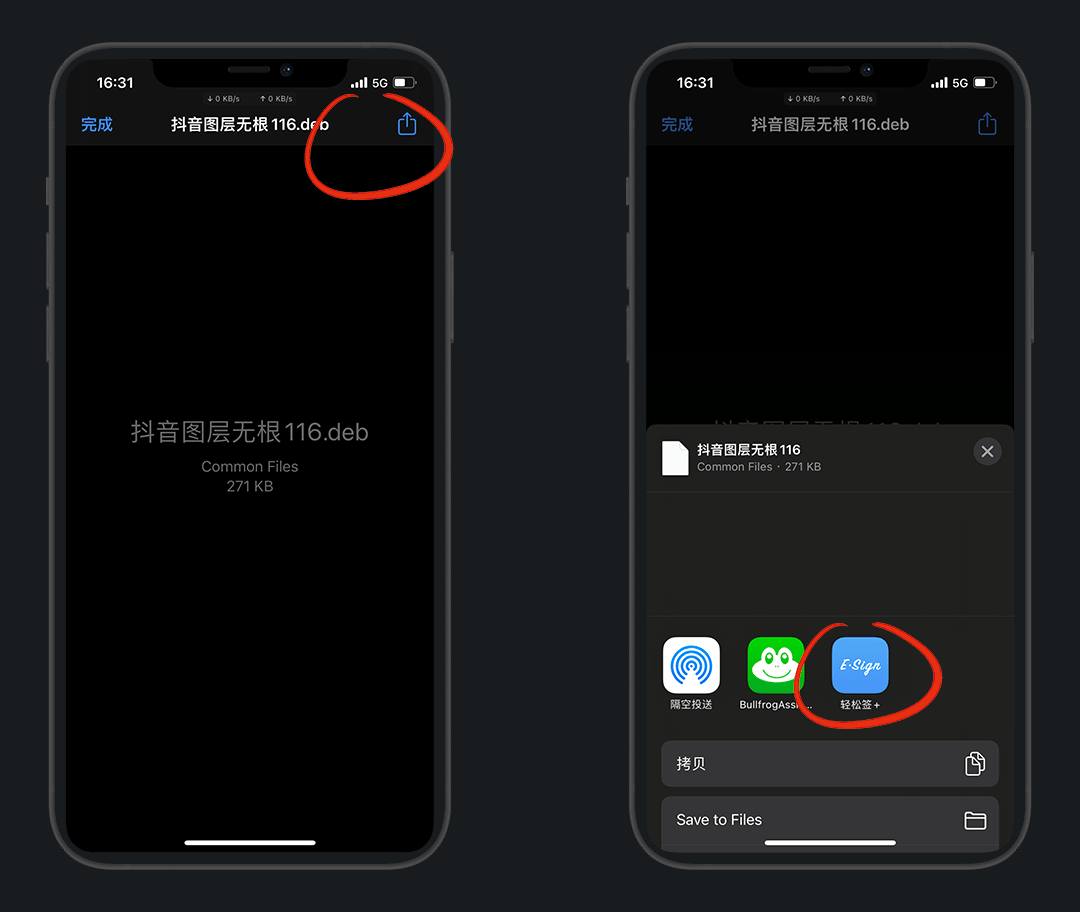 16:31
5G
↓ 0 KB/s ↑ 0 KB/s
完成
抖音图层无根116.deb
抖音图层无根116.deb
Common Files
271 KB
16:31
5G
↓ 0 KB/s ↑ 0 KB/s
完成
抖音图层无根116.deb
抖音图层无根116
Common Files · 271 KB
E·Sign
隔空投送
BullfrogAssi...
轻松签+
拷贝
Save to Files